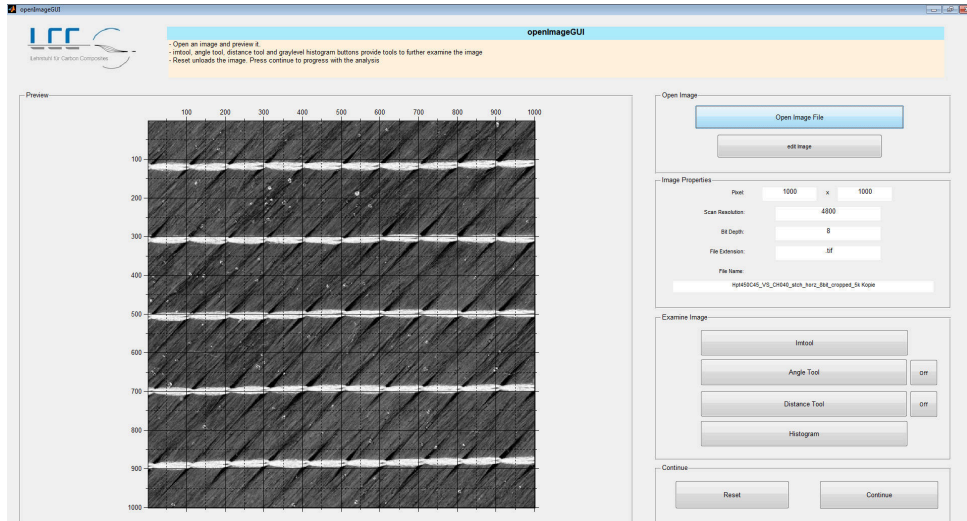 openImageGUI
LCC
Lehrstuhl für Carbon Composites
openImageGUI
- Open an image and preview it.
- imtool, angle tool, distance tool and graylevel histogram buttons provide tools to further examine the image
- Reset unloads the image. Press continue to progress with the analysis
Preview
100 200 300 400 500 600 700 800 900 1000
100
200
300
400
500
600
700
800
900
1000
Open Image
Open Image File
edit Image
Image Properties
Pixel: 1000 x 1000
Scan Resolution: 4800
Bit Depth: 8
File Extension: .tif
File Name:
Hpt450C45_VS_CH040_stch_horz_8bit_cropped_5k Kopie
Examine Image
Imtool
Angle Tool Off
Distance Tool Off
Histogram
Continue
Reset Continue